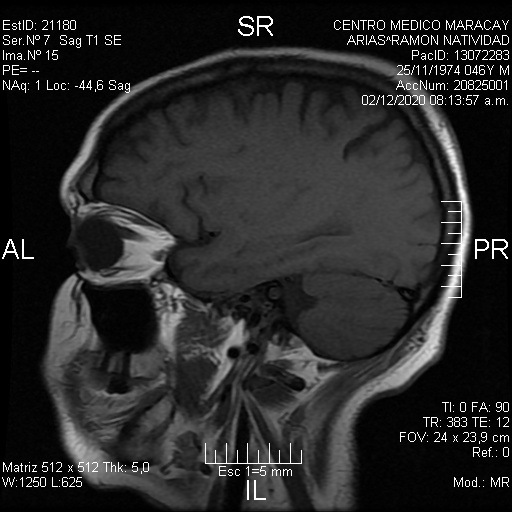 EstID: 21180
Ser.Nº 7 Sag T1 SE
Ima.Nº 15
PE= --
NAq: 1 Loc: -44,6 Sag
SR
CENTRO MEDICO MARACAY
ARIAS^RAMON NATIVIDAD
PacID: 13072283
25/11/1974 046Y M
AccNum: 20825001
02/12/2020 08:13:57 a.m.
AL
PR
TI: 0 FA: 90
TR: 383 TE: 12
FOV: 24 x 23,9 cm
Ref.: 0
Matriz 512 x 512 Thk: 5,0
W:1250 L:625
Esc 1=5 mm
IL
Mod.: MR